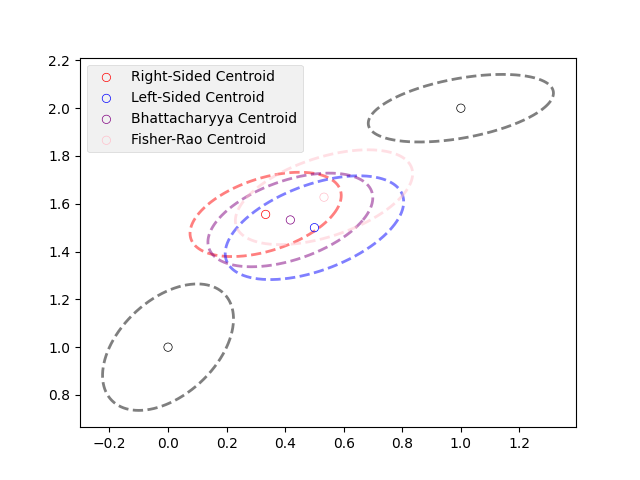 2.2
2.0
1.8
1.6
1.4
1.2
1.0
0.8
Right-Sided Centroid
Left-Sided Centroid
Bhattacharyya Centroid
Fisher-Rao Centroid
−0.2 0.0 0.2 0.4 0.6 0.8 1.0 1.2